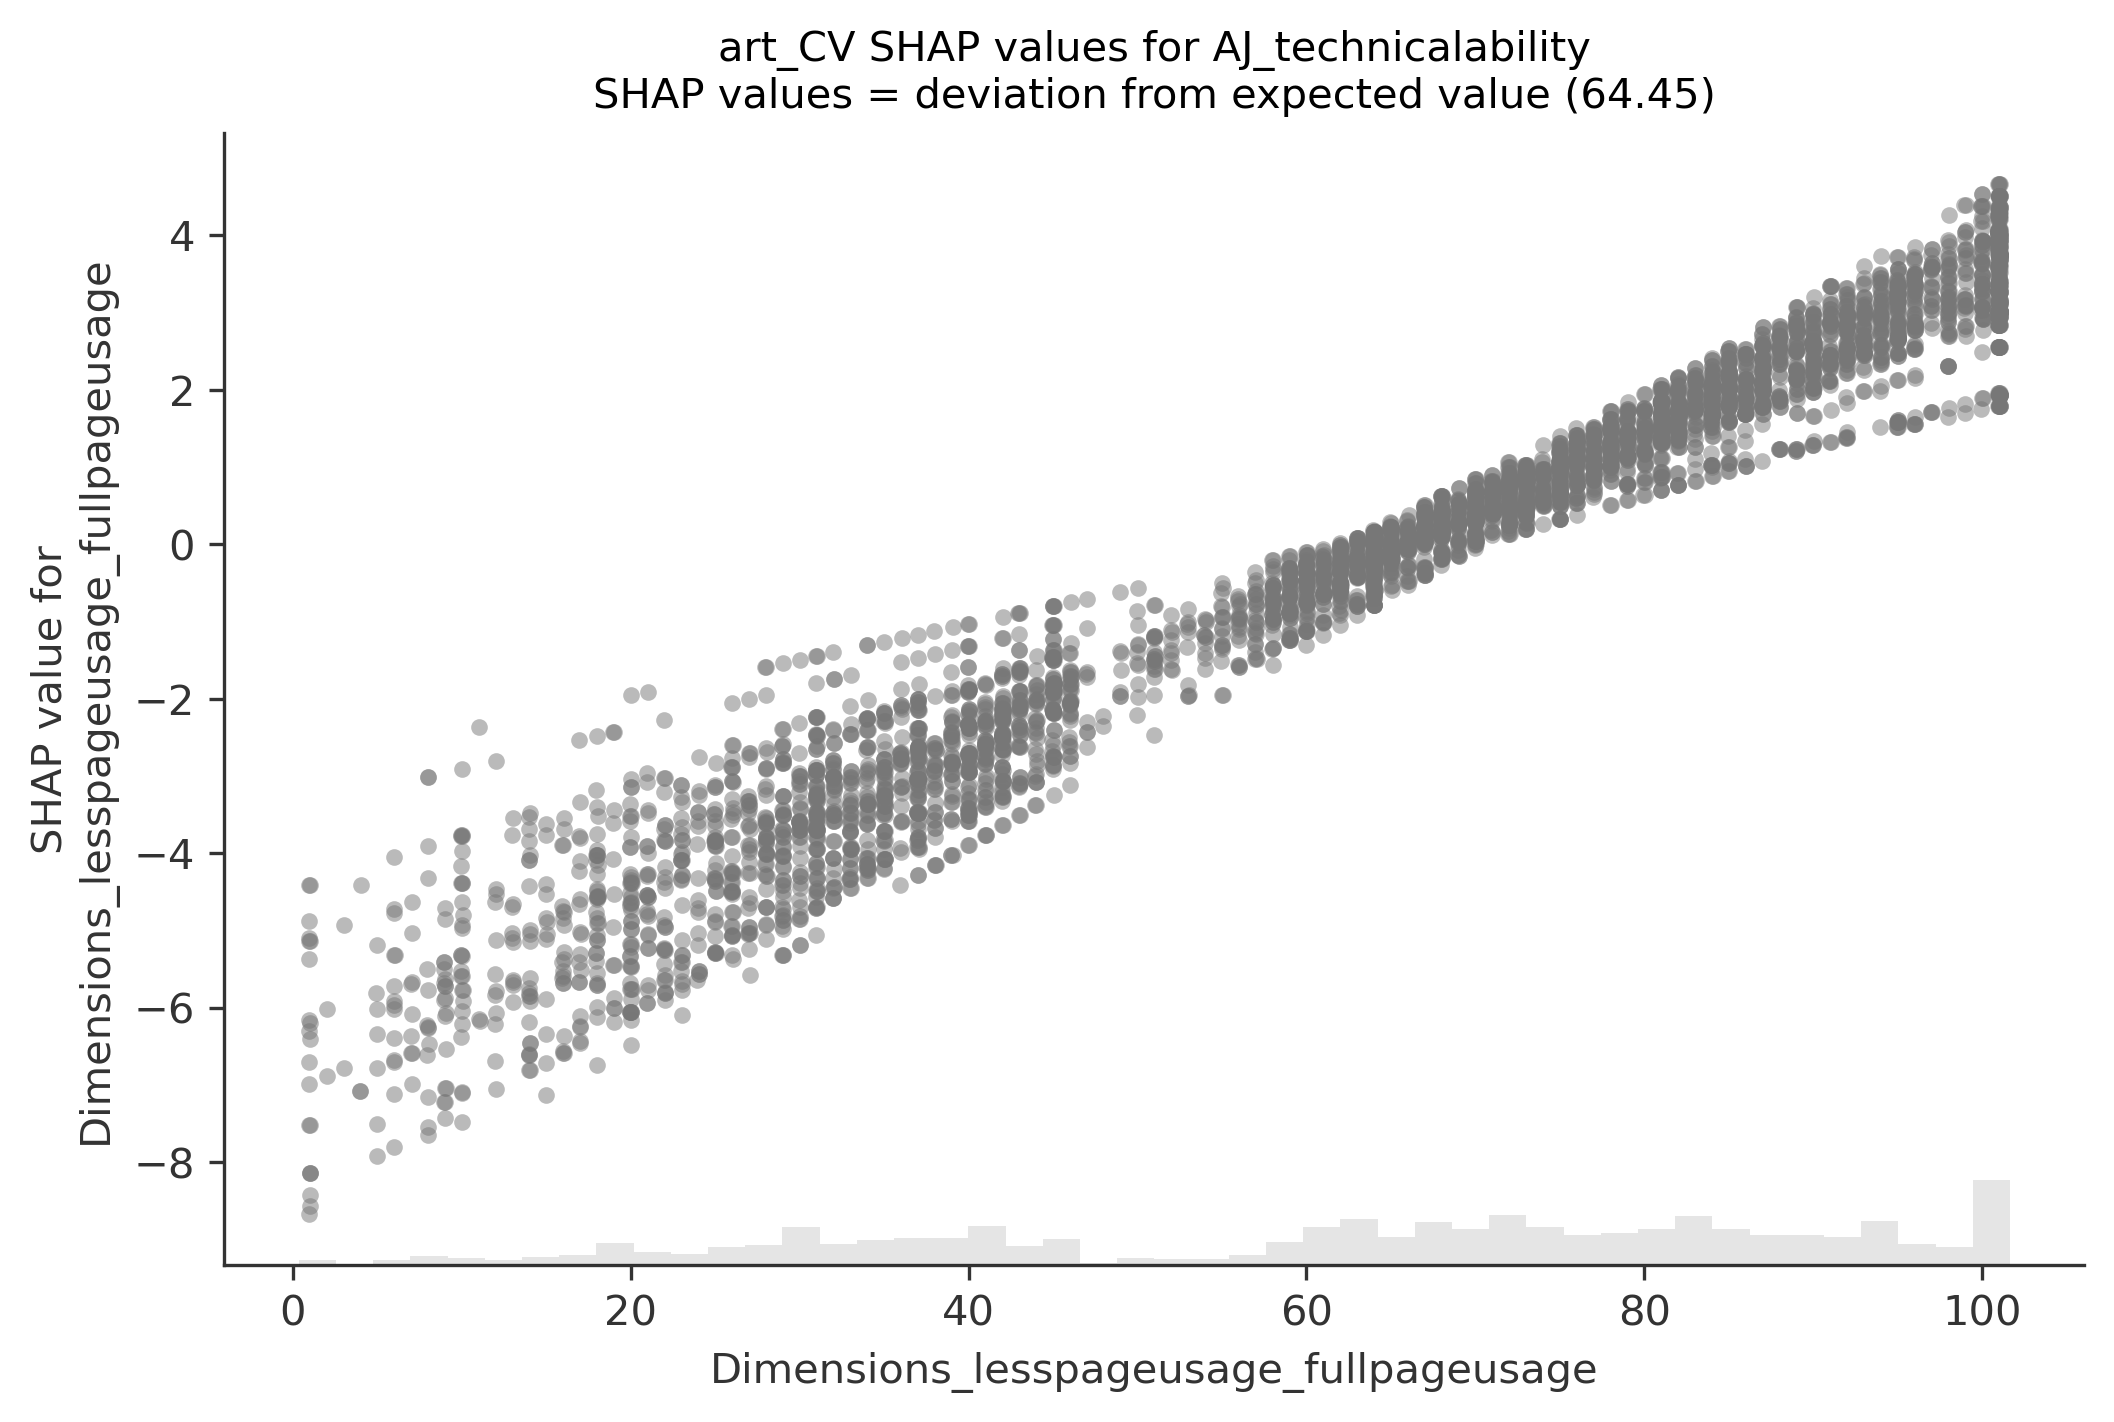 art_CV SHAP values for AJ_technicalability
SHAP values = deviation from expected value (64.45)
SHAP value for
Dimensions_lesspageusage_fullpageusage
4
2
0
−2
−4
−6
−8
0
20
40
60
80
100
Dimensions_lesspageusage_fullpageusage